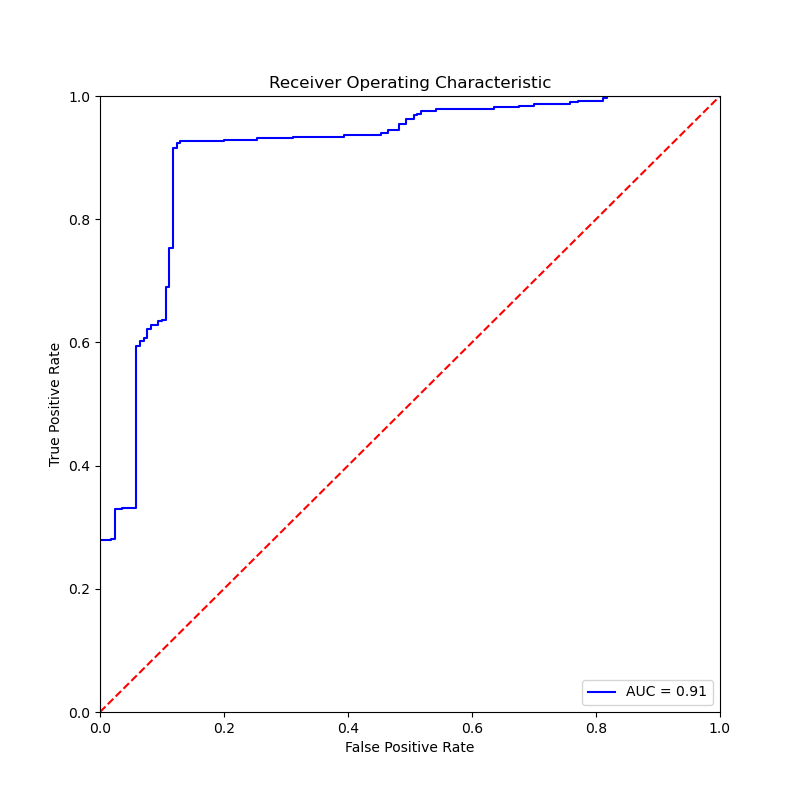 Receiver Operating Characteristic
1.0
0.8
0.6
0.4
0.2
0.0
True Positive Rate
AUC = 0.91
0.0 0.2 0.4 0.6 0.8 1.0
False Positive Rate